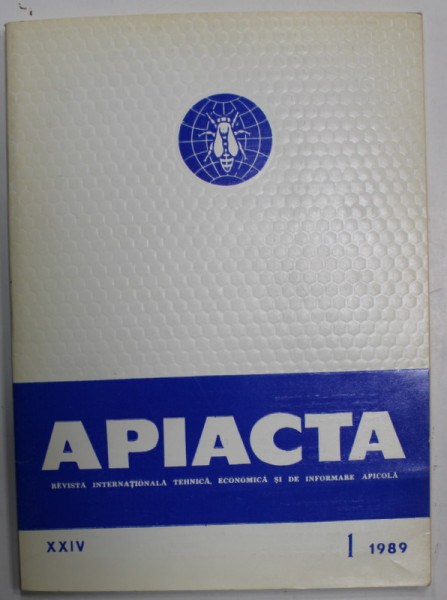 APIACTA
REVISTĂ INTERNAȚIONALĂ TEHNICĂ, ECONOMICĂ ȘI DE INFORMARE APICOLĂ
XXIV 1 1989